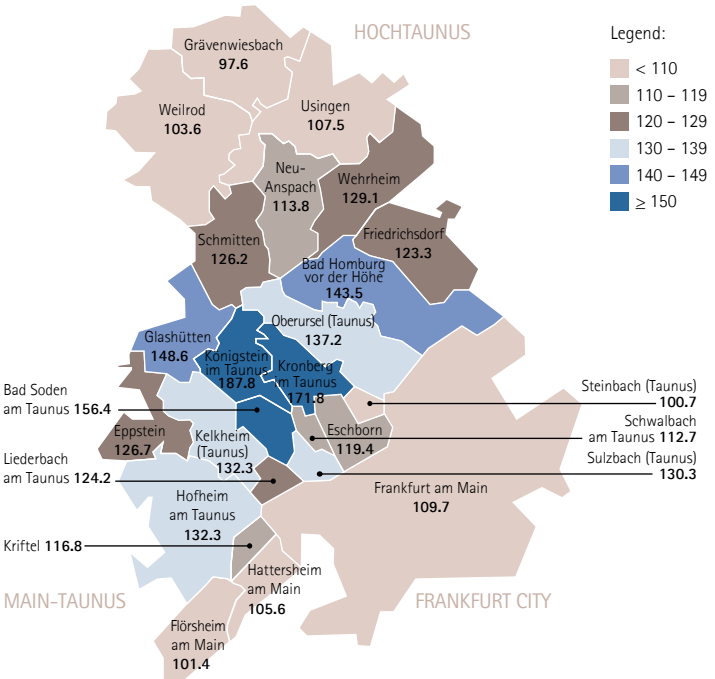 HOCHTAUNUS
Legend:
< 110
110 – 119
120 – 129
130 – 139
140 – 149
≥ 150
Grävenwiesbach
97.6
Weilrod
103.6
Usingen
107.5
Neu-
Anspach
113.8
Wehrheim
129.1
Schmitten
126.2
Friedrichsdorf
123.3
Bad Homburg
vor der Höhe
143.5
Oberursel (Taunus)
137.2
Glashütten
148.6
Königstein
im Taunus
187.8
Kronberg
im Taunus
171.8
Bad Soden
am Taunus 156.4
Steinbach (Taunus)
100.7
Schwalbach
am Taunus 112.7
Eschborn
119.4
Eppstein
126.7
Kelkheim
(Taunus)
132.3
Sulzbach (Taunus)
130.3
Liederbach
am Taunus 124.2
Frankfurt am Main
109.7
Hofheim
am Taunus
132.3
Kriftel 116.8
Hattersheim
am Main
105.6
MAIN-TAUNUS
FRANKFURT CITY
Flörsheim
am Main
101.4